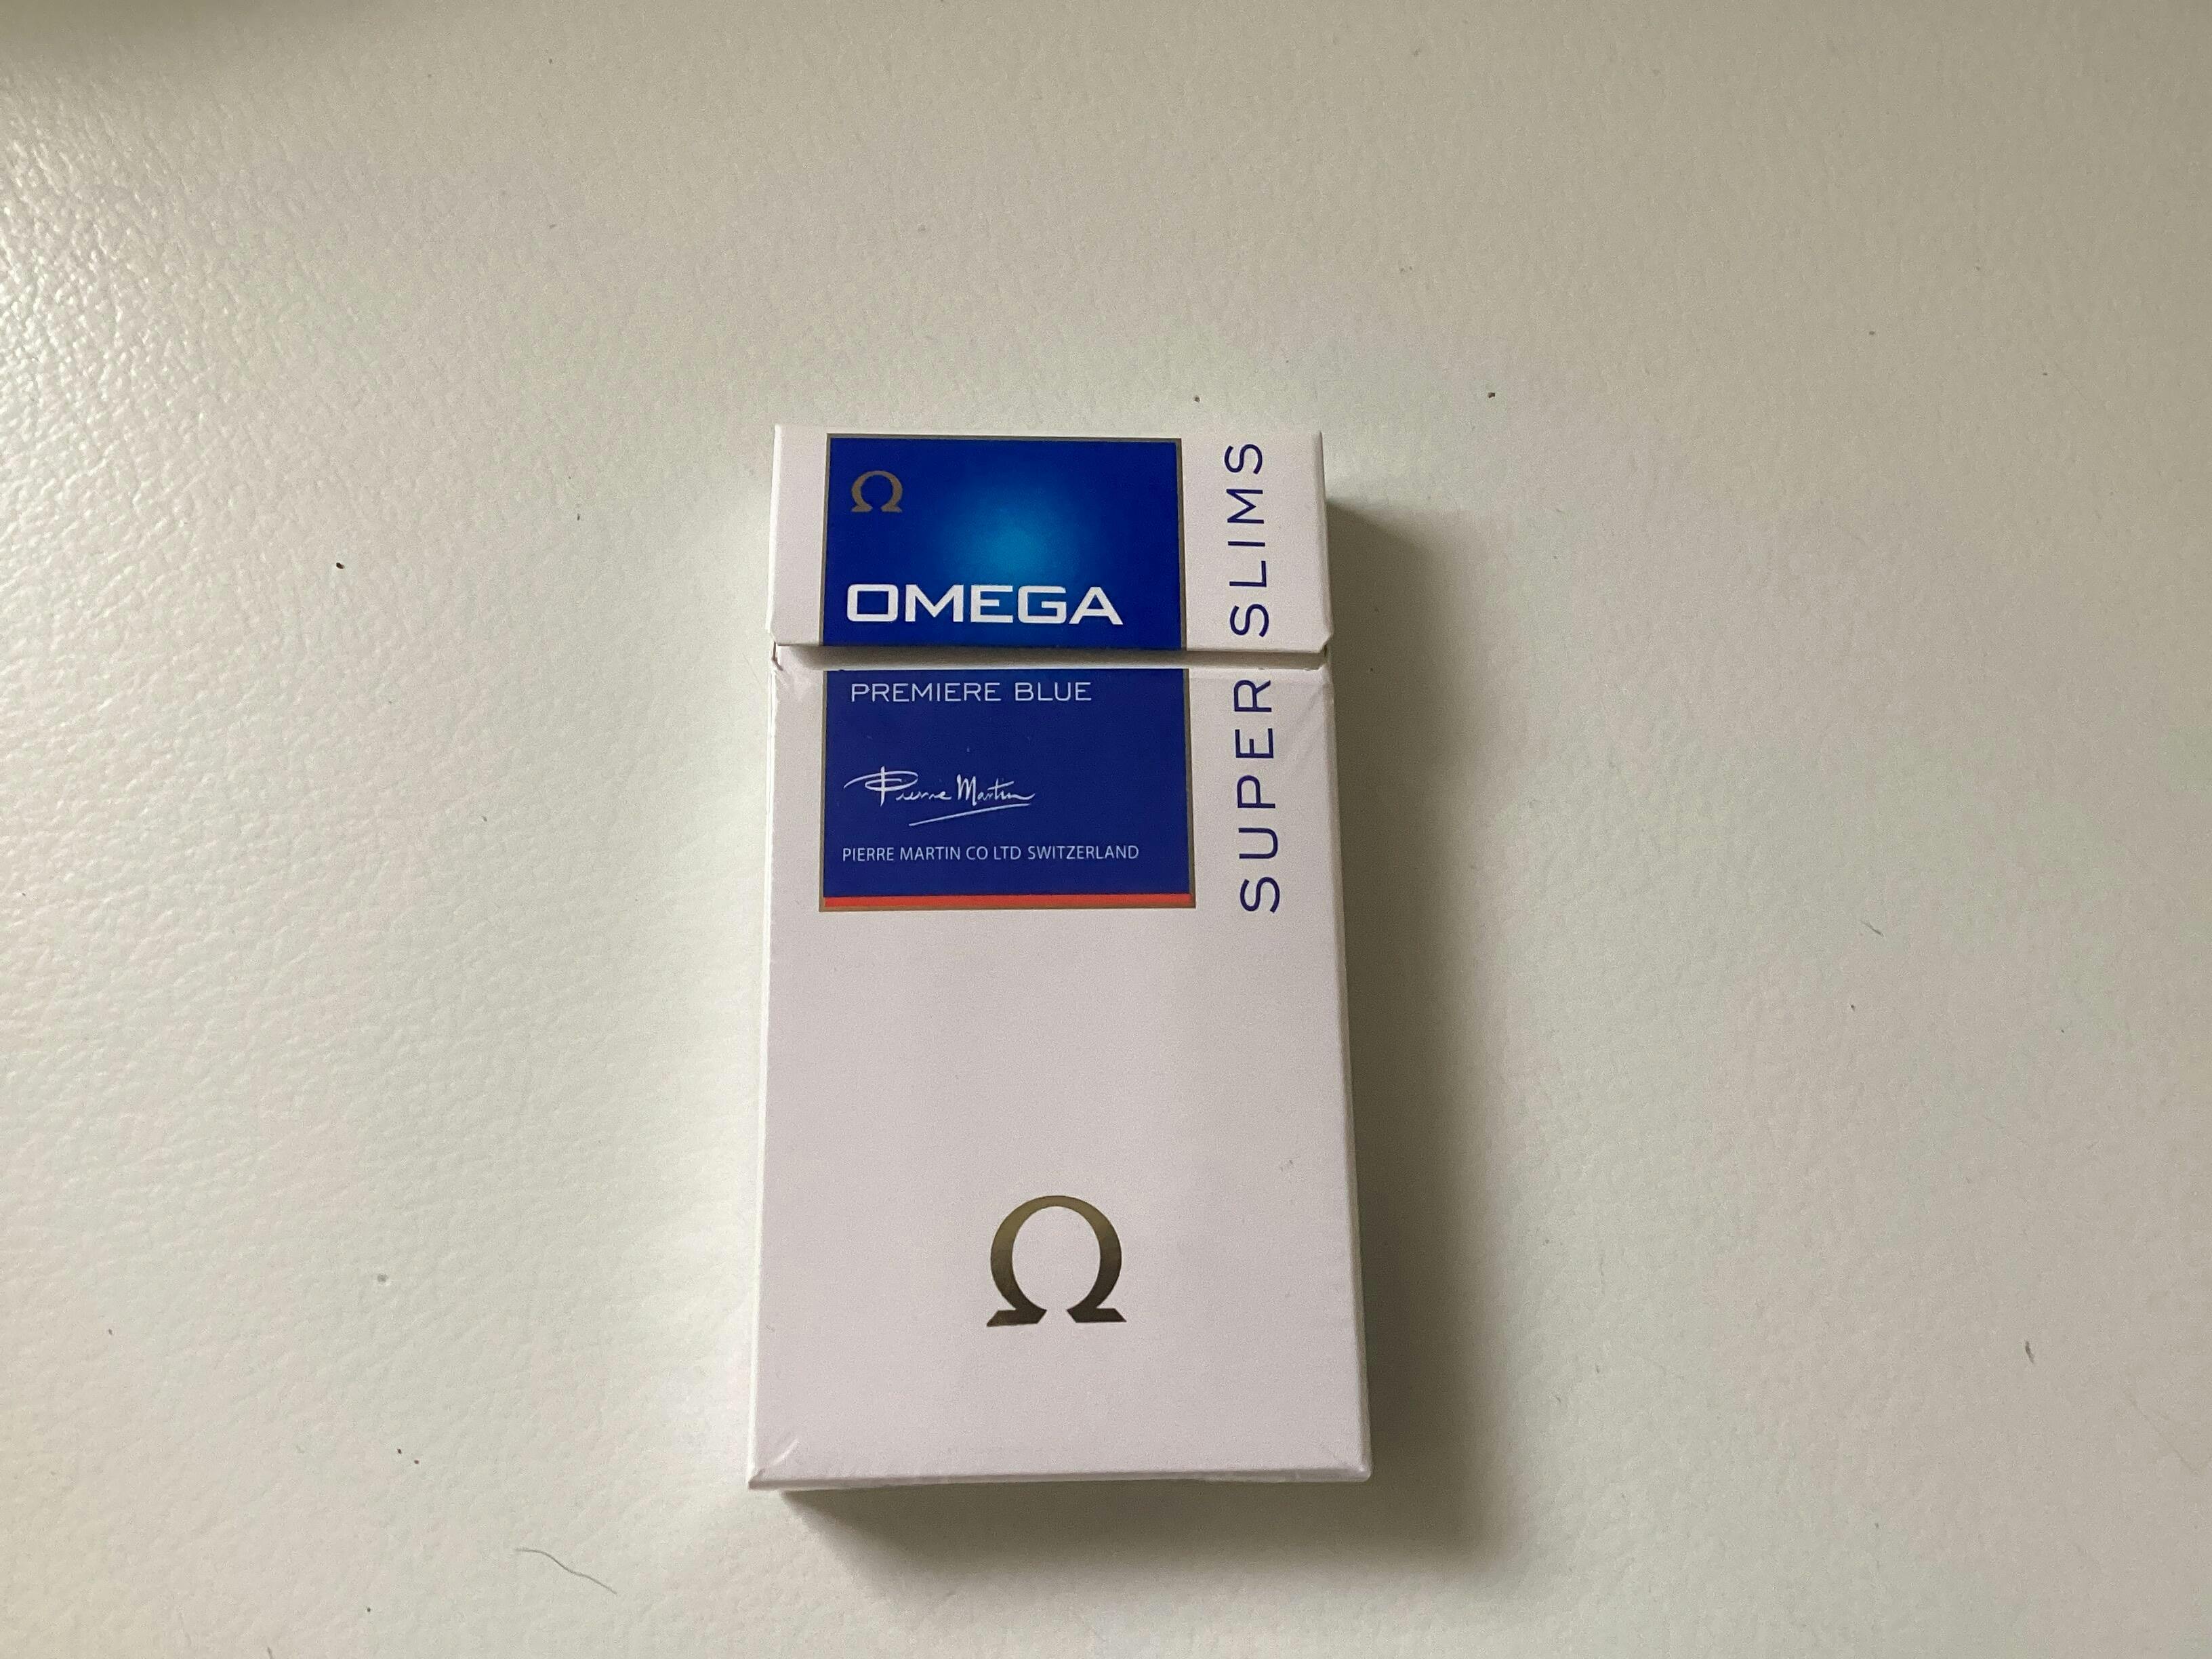 Ω
OMEGA
PREMIERE BLUE
Pierre Martin
PIERRE MARTIN CO LTD SWITZERLAND
SUPER SLIMS
Ω